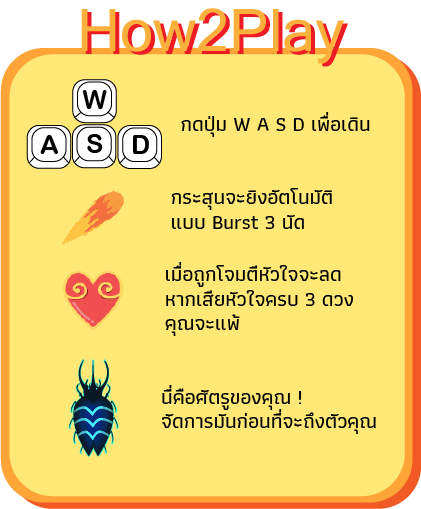 How2Play
W
A S D
กดปุ่ม W A S D เพื่อเดิน
กระสุนจะยิงอัตโนมัติ
แบบ Burst 3 นัด
เมื่อถูกโจมตีหัวใจจะลด
หากเสียหัวใจครบ 3 ดวง
คุณจะแพ้
นี่คือศัตรูของคุณ !
จัดการมันก่อนที่จะถึงตัวคุณ